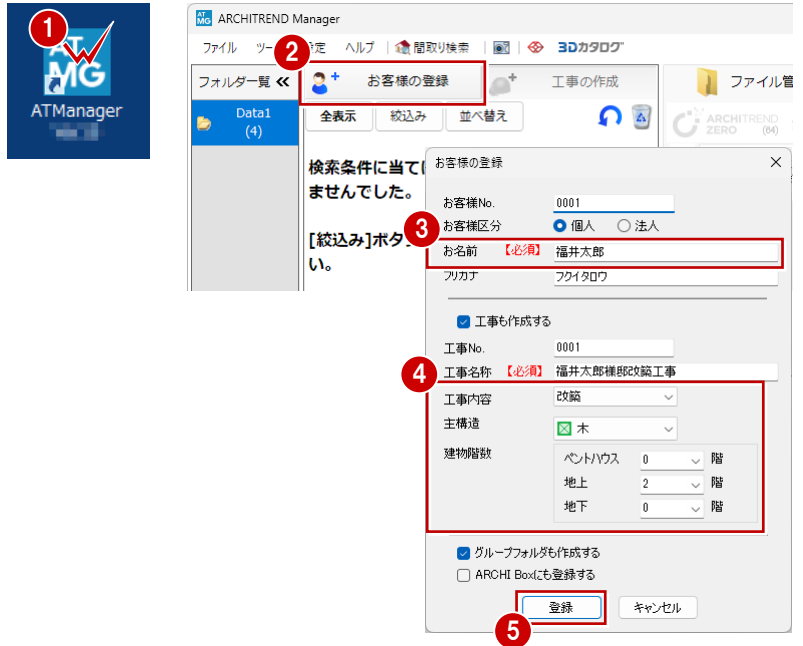 1
AT
MG
ATManager
ARCHITREND Manager
ファイル ツー 定 ヘルプ 間取り検索 3Dカタログ
2
フォルダー覧 ≪ お客様の登録 工事の作成 ファイル管
Data1
(4)
全表示 絞込み 並べ替え
ARCHITREND
ZERO (64)
検索条件に当ては
ませんでした。
[絞込み]ボタ
い。
お客様の登録
お客様No. 0001
お客様区分 個人 法人
3
お名前 【必須】 福井太郎
フリガナ フクイタロウ
工事も作成する
工事No. 0001
工事名称 【必須】 福井太郎様邸改築工事
4
工事内容 改築
主構造 木
建物階数 ペントハウス 0 階
地上 2 階
地下 0 階
グループフォルダも作成する
ARCHI Boxにも登録する
登録 キャンセル
5